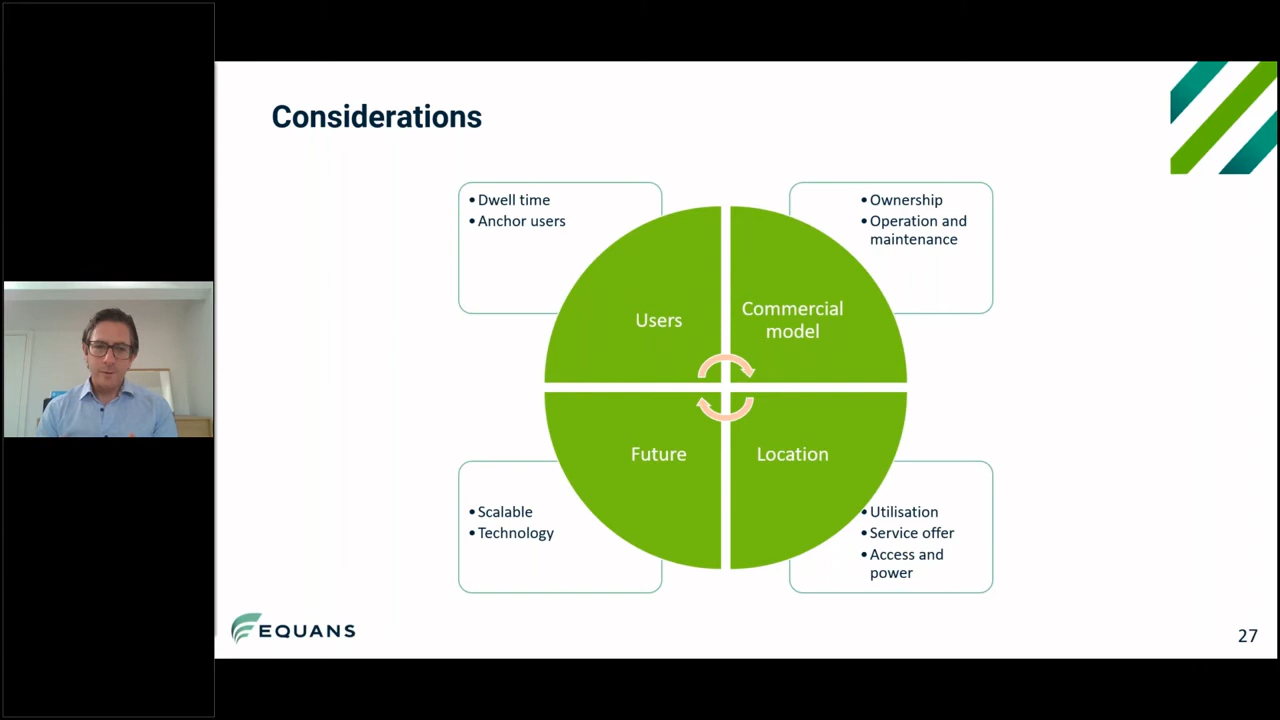 Considerations
• Dwell time
• Anchor users
• Ownership
• Operation and
maintenance
Users
Commercial
model
Future
Location
• Scalable
• Technology
• Utilisation
• Service offer
• Access and
power
EQUANS
27